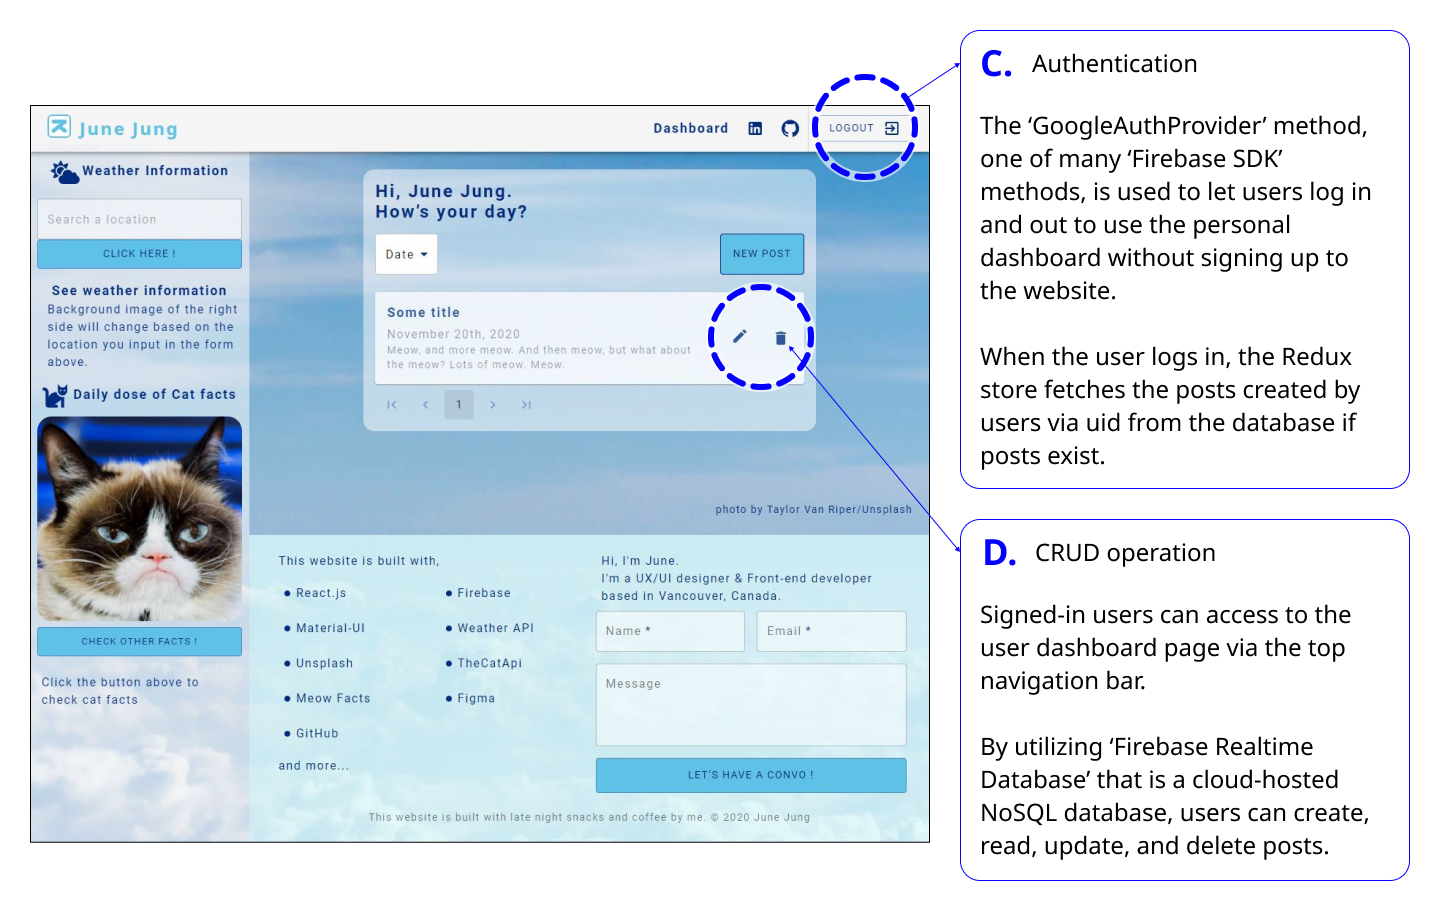 June Jung
Dashboard
LOGOUT
Weather Information
Search a location
CLICK HERE !
See weather information
Background image of the right
side will change based on the
location you input in the form
above.
Daily dose of Cat facts
CHECK OTHER FACTS !
Click the button above to
check cat facts
Hi, June Jung.
How's your day?
Date
NEW POST
Some title
November 20th, 2020
Meow, and more meow. And then meow, but what about
the meow? Lots of meow. Meow.
1
photo by Taylor Van Riper/Unsplash
This website is built with,
React.js
Material-UI
Unsplash
Meow Facts
GitHub
and more...
Firebase
Weather API
TheCatApi
Figma
Hi, I'm June.
I'm a UX/UI designer & Front-end developer
based in Vancouver, Canada.
Name *
Email *
Message
LET'S HAVE A CONVO !
This website is built with late night snacks and coffee by me. © 2020 June Jung
C. Authentication
The ‘GoogleAuthProvider’ method,
one of many ‘Firebase SDK’
methods, is used to let users log in
and out to use the personal
dashboard without signing up to
the website.
When the user logs in, the Redux
store fetches the posts created by
users via uid from the database if
posts exist.
D. CRUD operation
Signed-in users can access to the
user dashboard page via the top
navigation bar.
By utilizing ‘Firebase Realtime
Database’ that is a cloud-hosted
NoSQL database, users can create,
read, update, and delete posts.